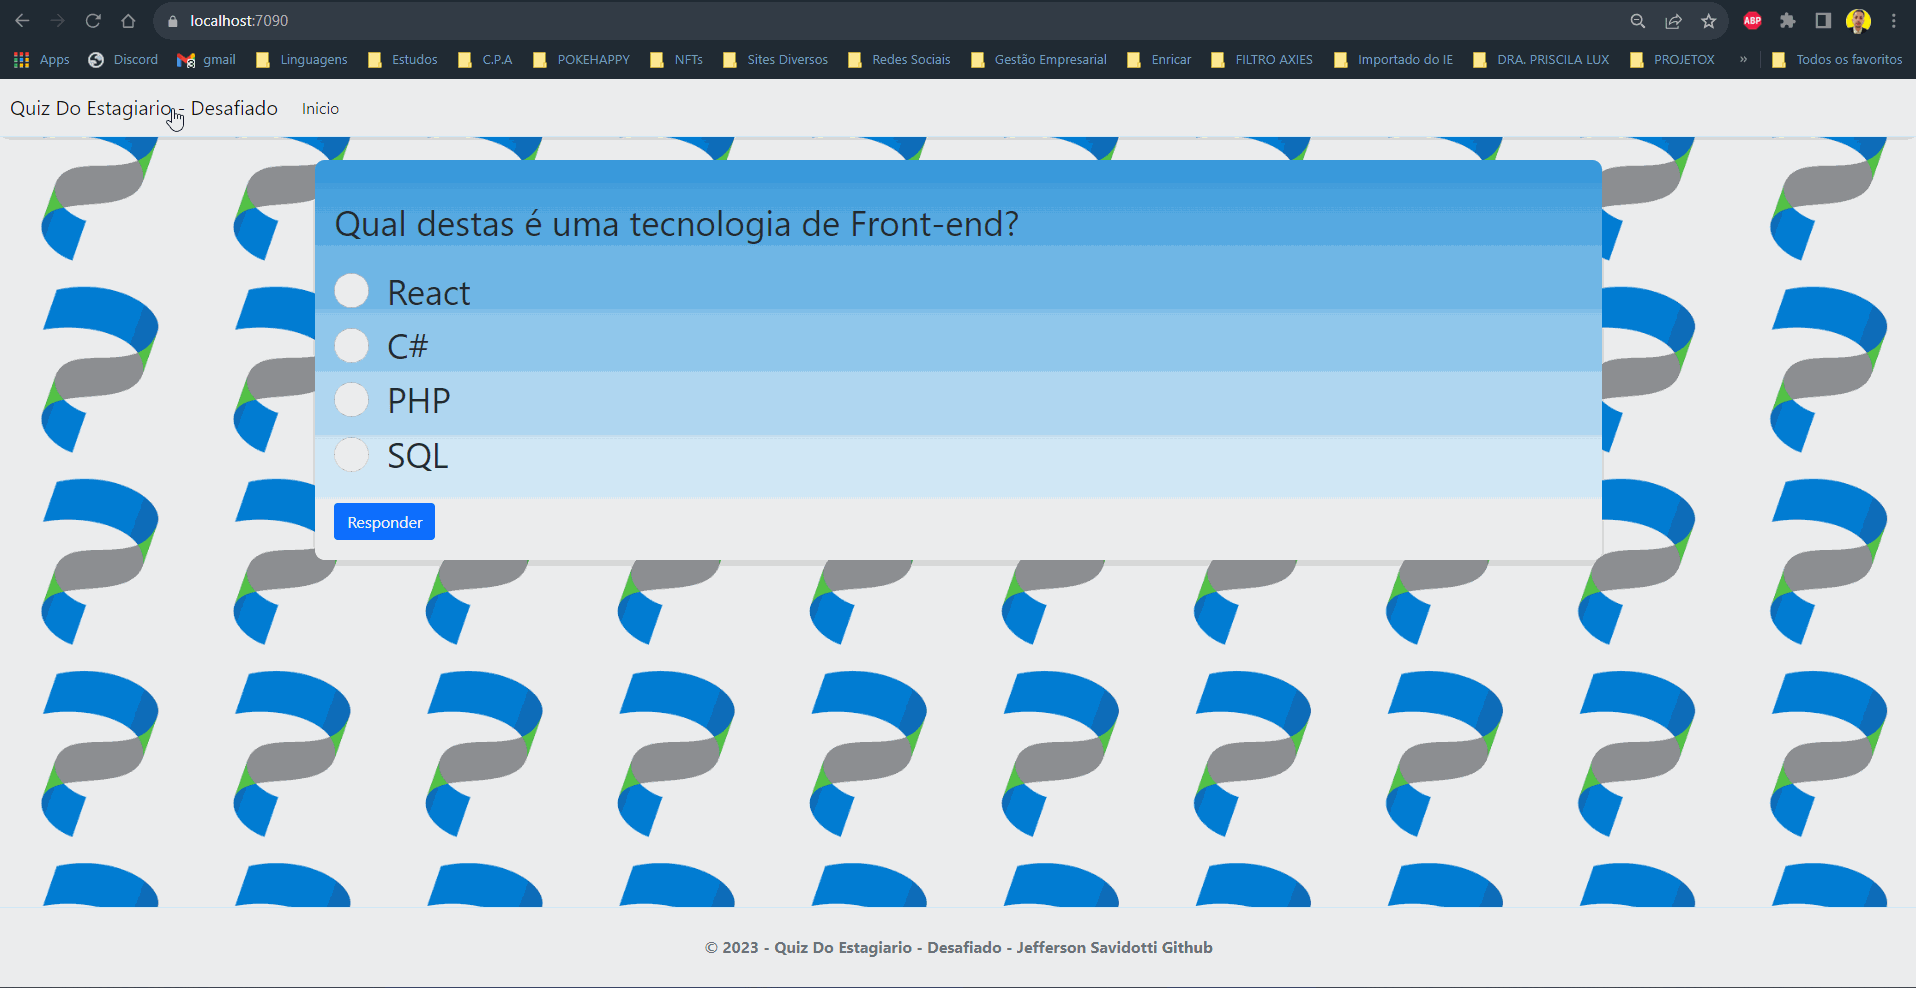 localhost:7090
ABP
Apps Discord gmail Linguagens Estudos C.P.A POKEHAPPY NFTs Sites Diversos Redes Sociais Gestão Empresarial Enricar FILTRO AXIES Importado do IE DRA. PRISCILA LUX PROJETOX » Todos os favoritos
Quiz Do Estagiario - Desafiado Inicio
Qual destas é uma tecnologia de Front-end?
React
C#
PHP
SQL
Responder
© 2023 - Quiz Do Estagiario - Desafiado - Jefferson Savidotti Github